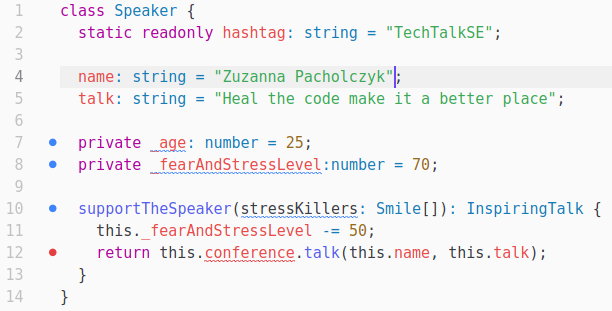 1 class Speaker {
2 static readonly hashtag: string = "TechTalkSE";
3
4 name: string = "Zuzanna Pacholczyk";
5 talk: string = "Heal the code make it a better place";
6
7 private _age: number = 25;
8 private _fearAndStressLevel:number = 70;
9
10 supportTheSpeaker(stressKillers: Smile[]): InspiringTalk {
11 this._fearAndStressLevel -= 50;
12 return this.conference.talk(this.name, this.talk);
13 }
14 }